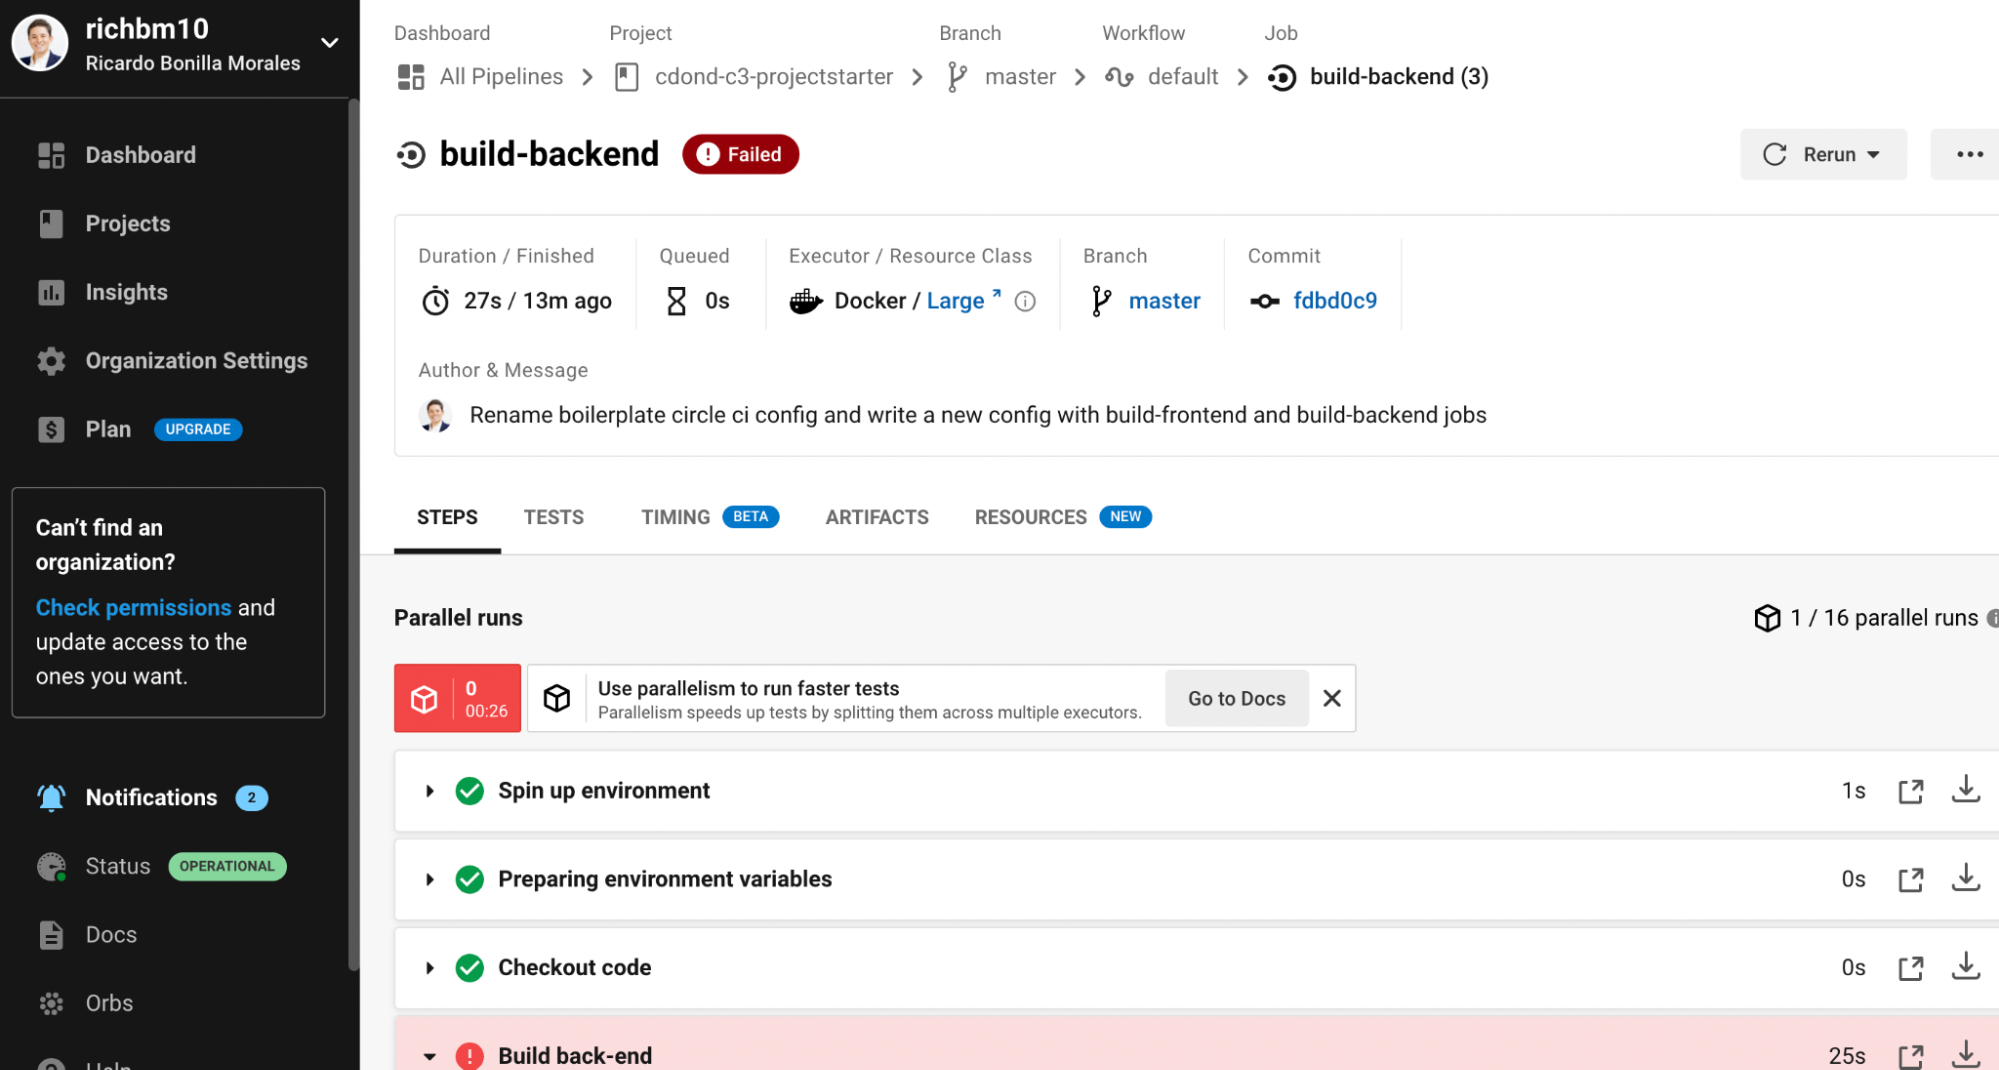 richbm10
Ricardo Bonilla Morales
Dashboard
Projects
Insights
Organization Settings
Plan UPGRADE
Can't find an
organization?
Check permissions and
update access to the
ones you want.
Notifications 2
Status OPERATIONAL
Docs
Orbs
Help
Dashboard Project Branch Workflow Job
All Pipelines cdond-c3-projectstarter master default build-backend (3)
build-backend Failed Rerun
Duration / Finished Queued Executor / Resource Class Branch Commit
27s / 13m ago 0s Docker / Large master fdbd0c9
Author & Message
Rename boilerplate circle ci config and write a new config with build-frontend and build-backend jobs
STEPS TESTS TIMING BETA ARTIFACTS RESOURCES NEW
Parallel runs 1 / 16 parallel runs
0
00:26
Use parallelism to run faster tests
Parallelism speeds up tests by splitting them across multiple executors.
Go to Docs
Spin up environment 1s
Preparing environment variables 0s
Checkout code 0s
Build back-end 25s